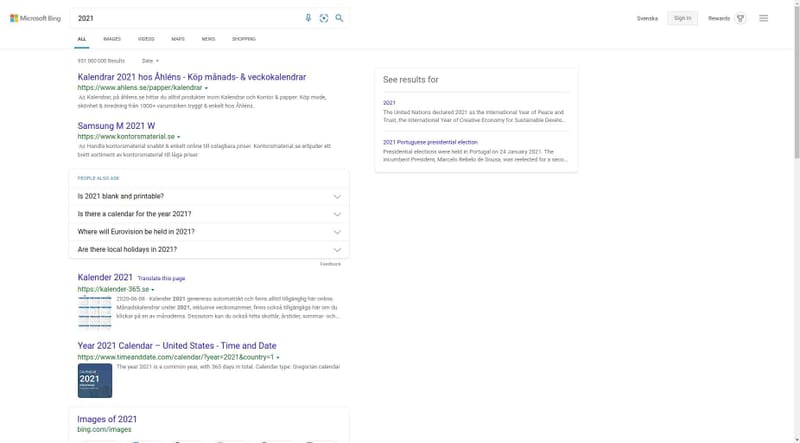 Microsoft Bing
2021
Svenska
Sign in
Rewards
ALL
IMAGES
VIDEOS
MAPS
NEWS
SHOPPING
951 000 000 Results
Date
Kalendrar 2021 hos Åhléns - Köp månads- & veckokalendrar
https://www.ahlens.se/papper/kalendrar
Ad Kalendrar, på åhlens.se hittar du alltid produkter inom Kalendrar och Kontor & papper. Köp mode,
skönhet & inredning från 1000+ varumärken tryggt & enkelt hos Åhléns.
Samsung M 2021 W
https://www.kontorsmaterial.se
Ad Handla kontorsmaterial snabbt & enkelt online till oslagbara priser. Kontorsmaterial.se erbjuder ett
brett sortiment av kontorsmaterial till låga priser
PEOPLE ALSO ASK
Is 2021 blank and printable?
Is there a calendar for the year 2021?
Where will Eurovision be held in 2021?
Are there local holidays in 2021?
Feedback
Kalender 2021 Translate this page
https://kalender-365.se
2020-06-08 · Kalender 2021 genereras automatiskt och finns alltid tillgänglig här online.
Månadskalendrar under 2021, inklusive veckonummer, finns också tillgängliga här om du
klickar på en av månaderna. Dessutom kan du också hitta skottår, årstider, sommar- och…
Year 2021 Calendar – United States - Time and Date
https://www.timeanddate.com/calendar/?year=2021&country=1
The year 2021 is a common year, with 365 days in total. Calendar type: Gregorian calendar
2021
Images of 2021
bing.com/images
See results for
2021
The United Nations declared 2021 as the International Year of Peace and
Trust, the International Year of Creative Economy for Sustainable Develo…
2021 Portuguese presidential election
Presidential elections were held in Portugal on 24 January 2021. The
incumbent President, Marcelo Rebelo de Sousa, was reelected for a seco…